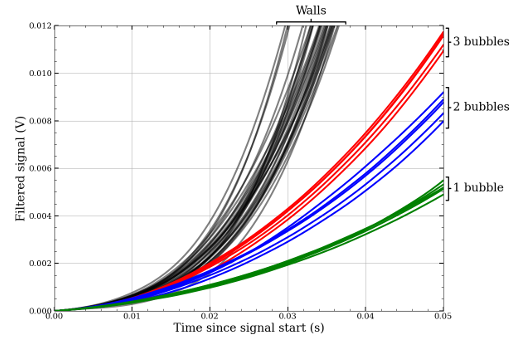 Walls
0.012
3 bubbles
0.010
2 bubbles
0.008
Filtered signal (V)
0.006
1 bubble
0.004
0.002
0.000
0.00 0.01 0.02 0.03 0.04 0.05
Time since signal start (s)